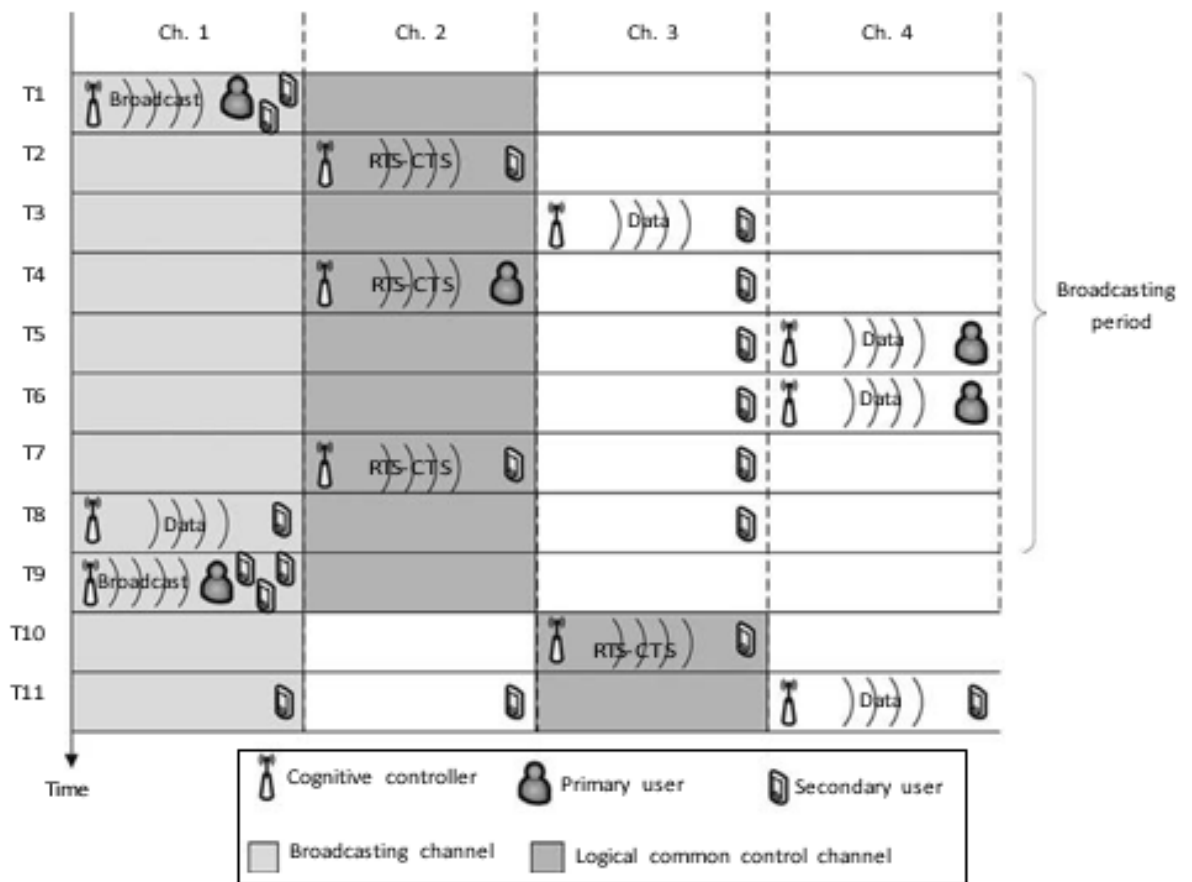 Ch. 1 Ch. 2 Ch. 3 Ch. 4
T1 Broadcast
T2 RTS-CTS
T3 Data
T4 RTS-CTS
Broadcasting
period
T5 Data
T6 Data
T7 RTS-CTS
T8 Data
T9 Broadcast
T10 RTS-CTS
T11 Data
Time
Cognitive controller Primary user Secondary user
Broadcasting channel Logical common control channel